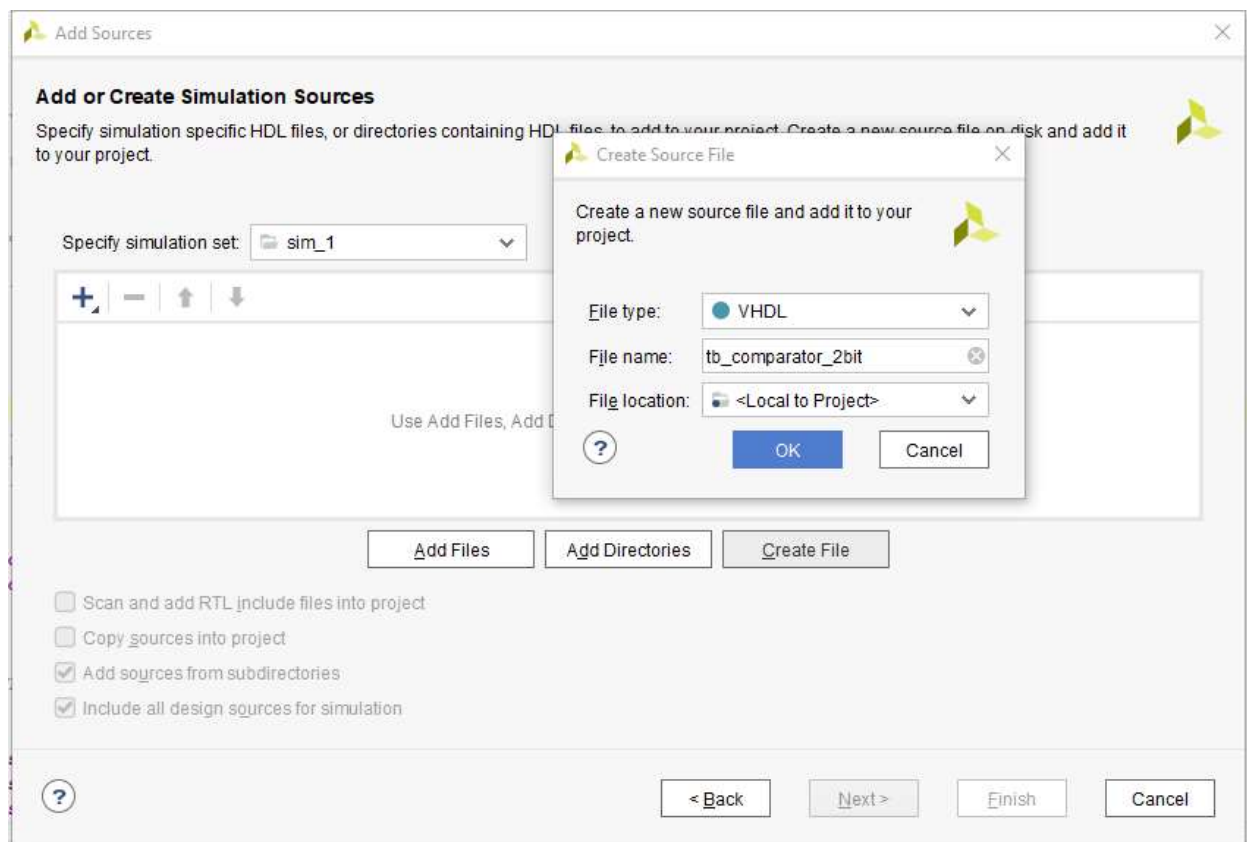 Add Sources
Add or Create Simulation Sources
Specify simulation specific HDL files, or directories containing HDL files, to add to your project. Create a new source file on disk and add it
to your project.
Create Source File
Create a new source file and add it to your
project.
Specify simulation set: sim_1
File type: VHDL
File name: tb_comparator_2bit
File location: <Local to Project>
Use Add Files, Add
? OK Cancel
Add Files Add Directories Create File
Scan and add RTL include files into project
Copy sources into project
Add sources from subdirectories
Include all design sources for simulation
? < Back Next > Finish Cancel